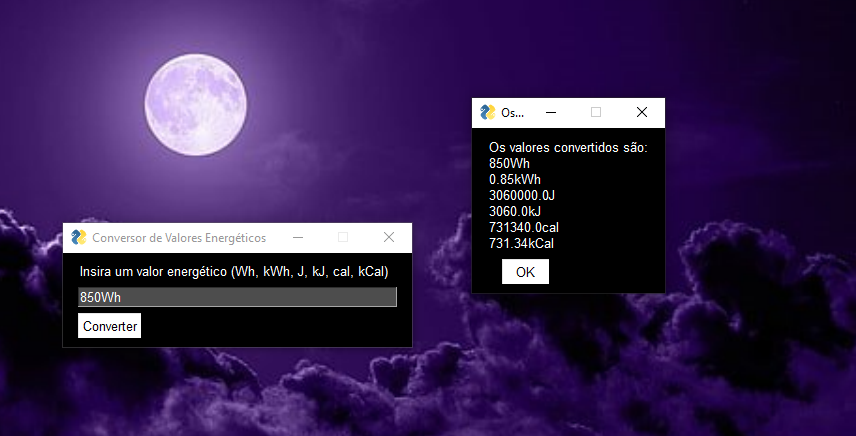 Conversor de Valores Energéticos
Insira um valor energético (Wh, kWh, J, kJ, cal, kCal)
850Wh
Converter
Os...
Os valores convertidos são:
850Wh
0.85kWh
3060000.0J
3060.0kJ
731340.0cal
731.34kCal
OK